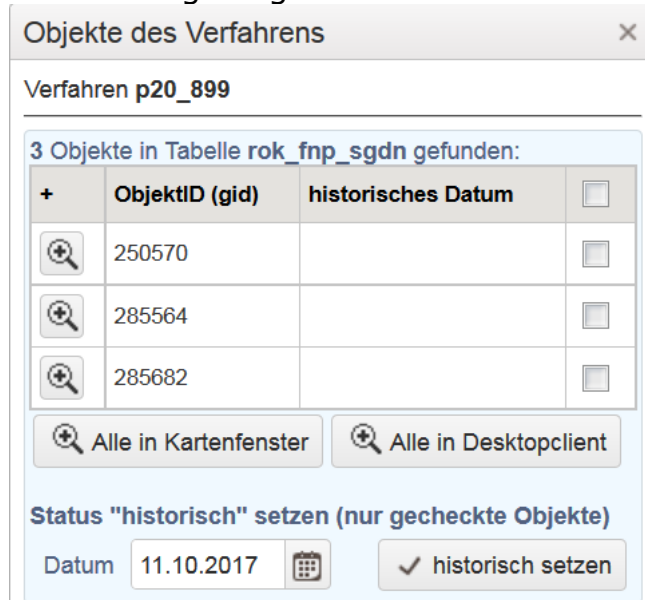 Objekte des Verfahrens
Verfahren p20_899
3 Objekte in Tabelle rok_fnp_sgdn gefunden:
+ ObjektID (gid) historisches Datum
250570
285564
285682
Alle in Kartenfenster Alle in Desktopclient
Status "historisch" setzen (nur gecheckte Objekte)
Datum 11.10.2017 historisch setzen